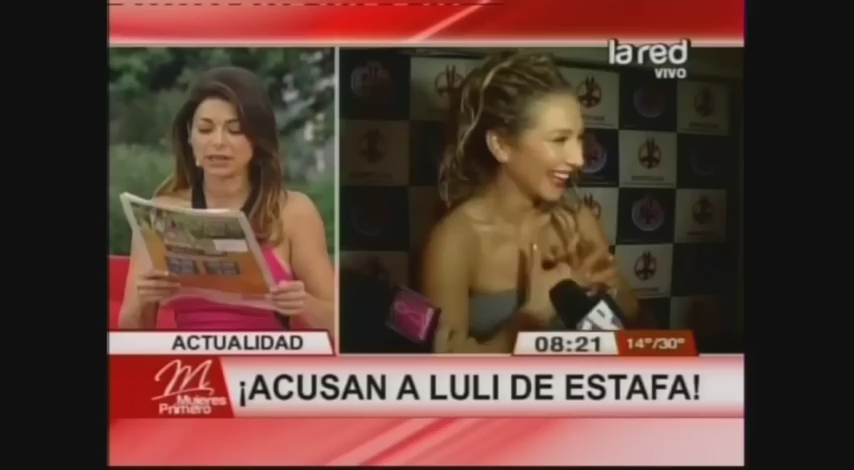 la red
VIVO
ACTUALIDAD
08:21
14°/30°
M
Mujeres
Primero
¡ACUSAN A LULI DE ESTAFA!